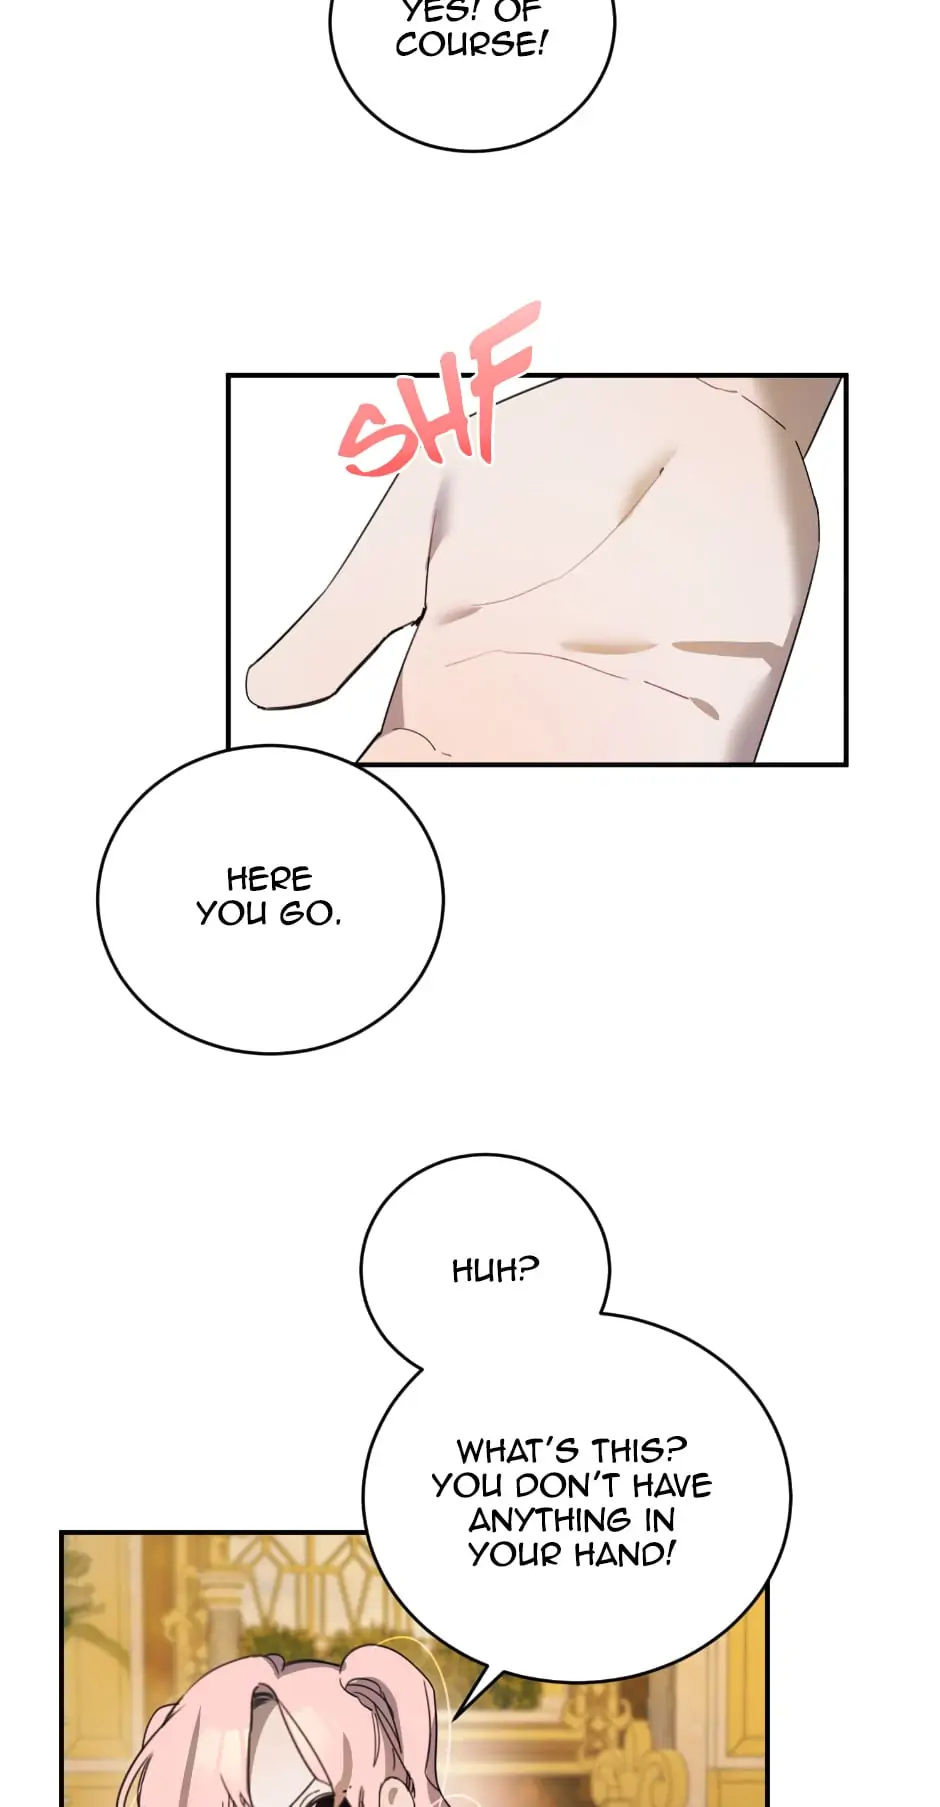 YES! OF
COURSE!
SHF
HERE
YOU GO.
HUH?
WHAT'S THIS?
YOU DON'T HAVE
ANYTHING IN
YOUR HAND!